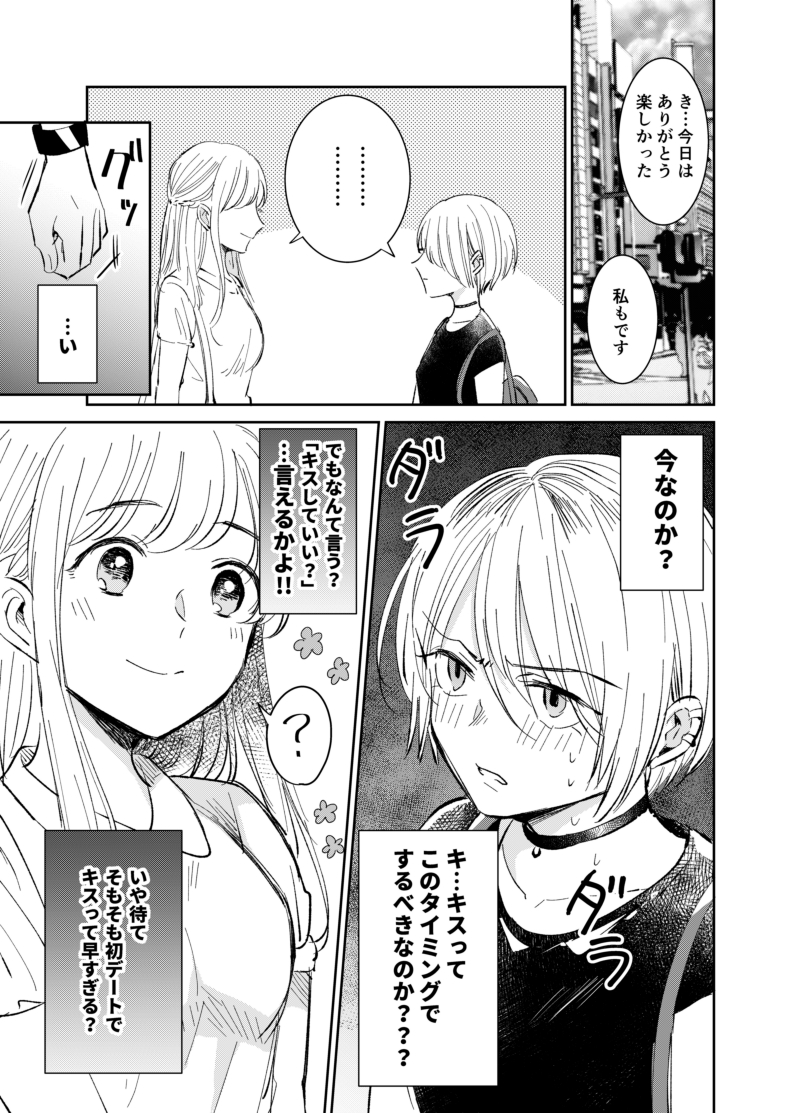 き…今日は
ありがとう
楽しかった
私もです
………
………
グッ
…い
今なのか？
ダラ
キ…キスって
このタイミングで
するべきなのか？？？
ダラ
でもなんて言う？
「キスしていい？」
…言えるかよ!!
？
いや待て
そもそも初デートで
キスって早すぎる？